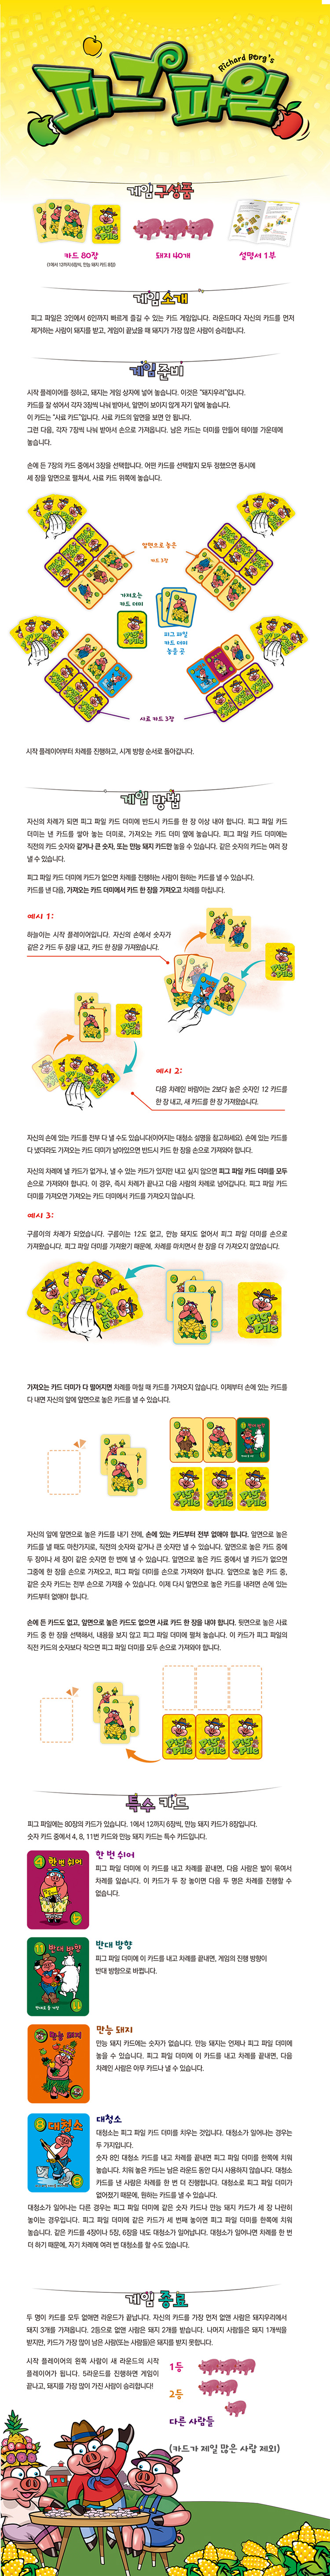 Richard Borg's
피그 파일
게임 구성품
카드 80장
(1에서 12까지 6장씩, 만능 돼지 카드 8장)
돼지 40개
설명서 1부
게임 소개
피그 파일은 3인에서 6인까지 빠르게 즐길 수 있는 카드 게임입니다. 라운드마다 자신의 카드를 먼저
제거하는 사람이 돼지를 받고, 게임이 끝났을 때 돼지가 가장 많은 사람이 승리합니다.
게임 준비
시작 플레이어를 정하고, 돼지는 게임 상자에 넣어 놓습니다. 이것은 “돼지우리”입니다.
카드를 잘 섞어서 각자 3장씩 나눠 받아서, 앞면이 보이지 않게 자기 앞에 놓습니다.
이 카드는 “사료 카드”입니다. 사료 카드의 앞면을 보면 안 됩니다.
그런 다음, 각자 7장씩 나눠 받아서 손으로 가져옵니다. 남은 카드는 더미를 만들어 테이블 가운데에
놓습니다.
손에 든 7장의 카드 중에서 3장을 선택합니다. 어떤 카드를 선택할지 모두 정했으면 동시에
세 장을 앞면으로 펼쳐서, 사료 카드 위쪽에 놓습니다.
앞면으로 놓은
카드 3장
가져오는
카드 더미
피그 파일
카드 더미
놓을 곳
사료 카드 3장
시작 플레이어부터 차례를 진행하고, 시계 방향 순서로 돌아갑니다.
게임 방법
자신의 차례가 되면 피그 파일 카드 더미에 반드시 카드를 한 장 이상 내야 합니다. 피그 파일 카드
더미는 낸 카드를 쌓아 놓는 더미로, 가져오는 카드 더미 옆에 놓습니다. 피그 파일 카드 더미에는
직전의 카드 숫자와 같거나 큰 숫자, 또는 만능 돼지 카드만 놓을 수 있습니다. 같은 숫자의 카드는 여러 장
낼 수 있습니다.
피그 파일 카드 더미에 카드가 없으면 차례를 진행하는 사람이 원하는 카드를 낼 수 있습니다.
카드를 낸 다음, 가져오는 카드 더미에서 카드 한 장을 가져오고 차례를 마칩니다.
예시 1:
하늘이는 시작 플레이어입니다. 자신의 손에서 숫자가
같은 2 카드 두 장을 내고, 카드 한 장을 가져왔습니다.
예시 2:
다음 차례인 바람이는 2보다 높은 숫자인 12 카드를
한 장 내고, 새 카드를 한 장 가져왔습니다.
자신의 손에 있는 카드를 전부 다 낼 수도 있습니다(이어지는 대청소 설명을 참고하세요). 손에 있는 카드를
다 냈더라도 가져오는 카드 더미가 남아있으면 반드시 카드 한 장을 손으로 가져와야 합니다.
자신의 차례에 낼 카드가 없거나, 낼 수 있는 카드가 있지만 내고 싶지 않으면 피그 파일 카드 더미를 모두
손으로 가져와야 합니다. 이 경우, 즉시 차례가 끝나고 다음 사람의 차례로 넘어갑니다. 피그 파일 카드
더미를 가져오면 가져오는 카드 더미에서 카드를 가져오지 않습니다.
예시 3:
구름이의 차례가 되었습니다. 구름이는 12도 없고, 만능 돼지도 없어서 피그 파일 더미를 손으로
가져왔습니다. 피그 파일 더미를 가져왔기 때문에, 차례를 마치면서 한 장을 더 가져오지 않았습니다.
가져오는 카드 더미가 다 떨어지면 차례를 마칠 때 카드를 가져오지 않습니다. 이제부터 손에 있는 카드를
다 내면 자신의 앞에 앞면으로 놓은 카드를 낼 수 있습니다.
자신의 앞에 앞면으로 놓은 카드를 내기 전에, 손에 있는 카드부터 전부 없애야 합니다. 앞면으로 놓은
카드를 낼 때도 마찬가지로, 직전의 숫자와 같거나 큰 숫자만 낼 수 있습니다. 앞면으로 놓은 카드 중에
두 장이나 세 장이 같은 숫자면 한 번에 낼 수 있습니다. 앞면으로 놓은 카드 중에서 낼 카드가 없으면
그중에 한 장을 손으로 가져오고, 피그 파일 더미를 손으로 가져와야 합니다. 앞면으로 놓은 카드 중,
같은 숫자 카드는 전부 손으로 가져올 수 있습니다. 이제 다시 앞면으로 놓은 카드를 내려면 손에 있는
카드부터 없애야 합니다.
손에 든 카드도 없고, 앞면으로 놓은 카드도 없으면 사료 카드 한 장을 내야 합니다. 뒷면으로 놓은 사료
카드 중 한 장을 선택해서, 내용을 보지 않고 피그 파일 더미에 펼쳐 놓습니다. 이 카드가 피그 파일의
직전 카드의 숫자보다 작으면 피그 파일 더미를 모두 손으로 가져와야 합니다.
특수 카드
피그 파일에는 80장의 카드가 있습니다. 1에서 12까지 6장씩, 만능 돼지 카드가 8장입니다.
숫자 카드 중에서 4, 8, 11번 카드와 만능 돼지 카드는 특수 카드입니다.
한 번 쉬어
한 번 쉬어
피그 파일 더미에 이 카드를 내고 차례를 끝내면, 다음 사람은 발이 묶여서
차례를 잃습니다. 이 카드가 두 장 놓이면 다음 두 명은 차례를 진행할 수
없습니다.
반대 방향
반대 방향
피그 파일 더미에 이 카드를 내고 차례를 끝내면, 게임의 진행 방향이
반대 방향으로 바뀝니다.
만능 돼지
만능 돼지
만능 돼지 카드에는 숫자가 없습니다. 만능 돼지는 언제나 피그 파일 더미에
놓을 수 있습니다. 피그 파일 더미에 이 카드를 내고 차례를 끝내면, 다음
차례인 사람은 아무 카드나 낼 수 있습니다.
대청소
대청소
대청소는 피그 파일 카드 더미를 치우는 것입니다. 대청소가 일어나는 경우는
두 가지입니다.
숫자 8인 대청소 카드를 내고 차례를 끝내면 피그 파일 더미를 한쪽에 치워
놓습니다. 치워 놓은 카드는 남은 라운드 동안 다시 사용하지 않습니다. 대청소
카드를 낸 사람은 차례를 한 번 더 진행합니다. 대청소로 피그 파일 더미가
없어졌기 때문에, 원하는 카드를 낼 수 있습니다.
대청소가 일어나는 다른 경우는 피그 파일 더미에 같은 숫자 카드나 만능 돼지 카드가 세 장 나란히
놓이는 경우입니다. 피그 파일 더미에 같은 카드가 세 번째 놓이면 피그 파일 더미를 한쪽에 치워
놓습니다. 같은 카드를 4장이나 5장, 6장을 내도 대청소가 일어납니다. 대청소가 일어나면 차례를 한 번
더 하기 때문에, 자기 차례에 여러 번 대청소를 할 수도 있습니다.
게임 종료
두 명이 카드를 모두 없애면 라운드가 끝납니다. 자신의 카드를 가장 먼저 없앤 사람은 돼지우리에서
돼지 3개를 가져옵니다. 2등으로 없앤 사람은 돼지 2개를 받습니다. 나머지 사람들은 돼지 1개씩을
받지만, 카드가 가장 많이 남은 사람(또는 사람들)은 돼지를 받지 못합니다.
시작 플레이어의 왼쪽 사람이 새 라운드의 시작
플레이어가 됩니다. 5라운드를 진행하면 게임이
끝나고, 돼지를 가장 많이 가진 사람이 승리합니다!
1등
2등
다른 사람들
(카드가 제일 많은 사람 제외)